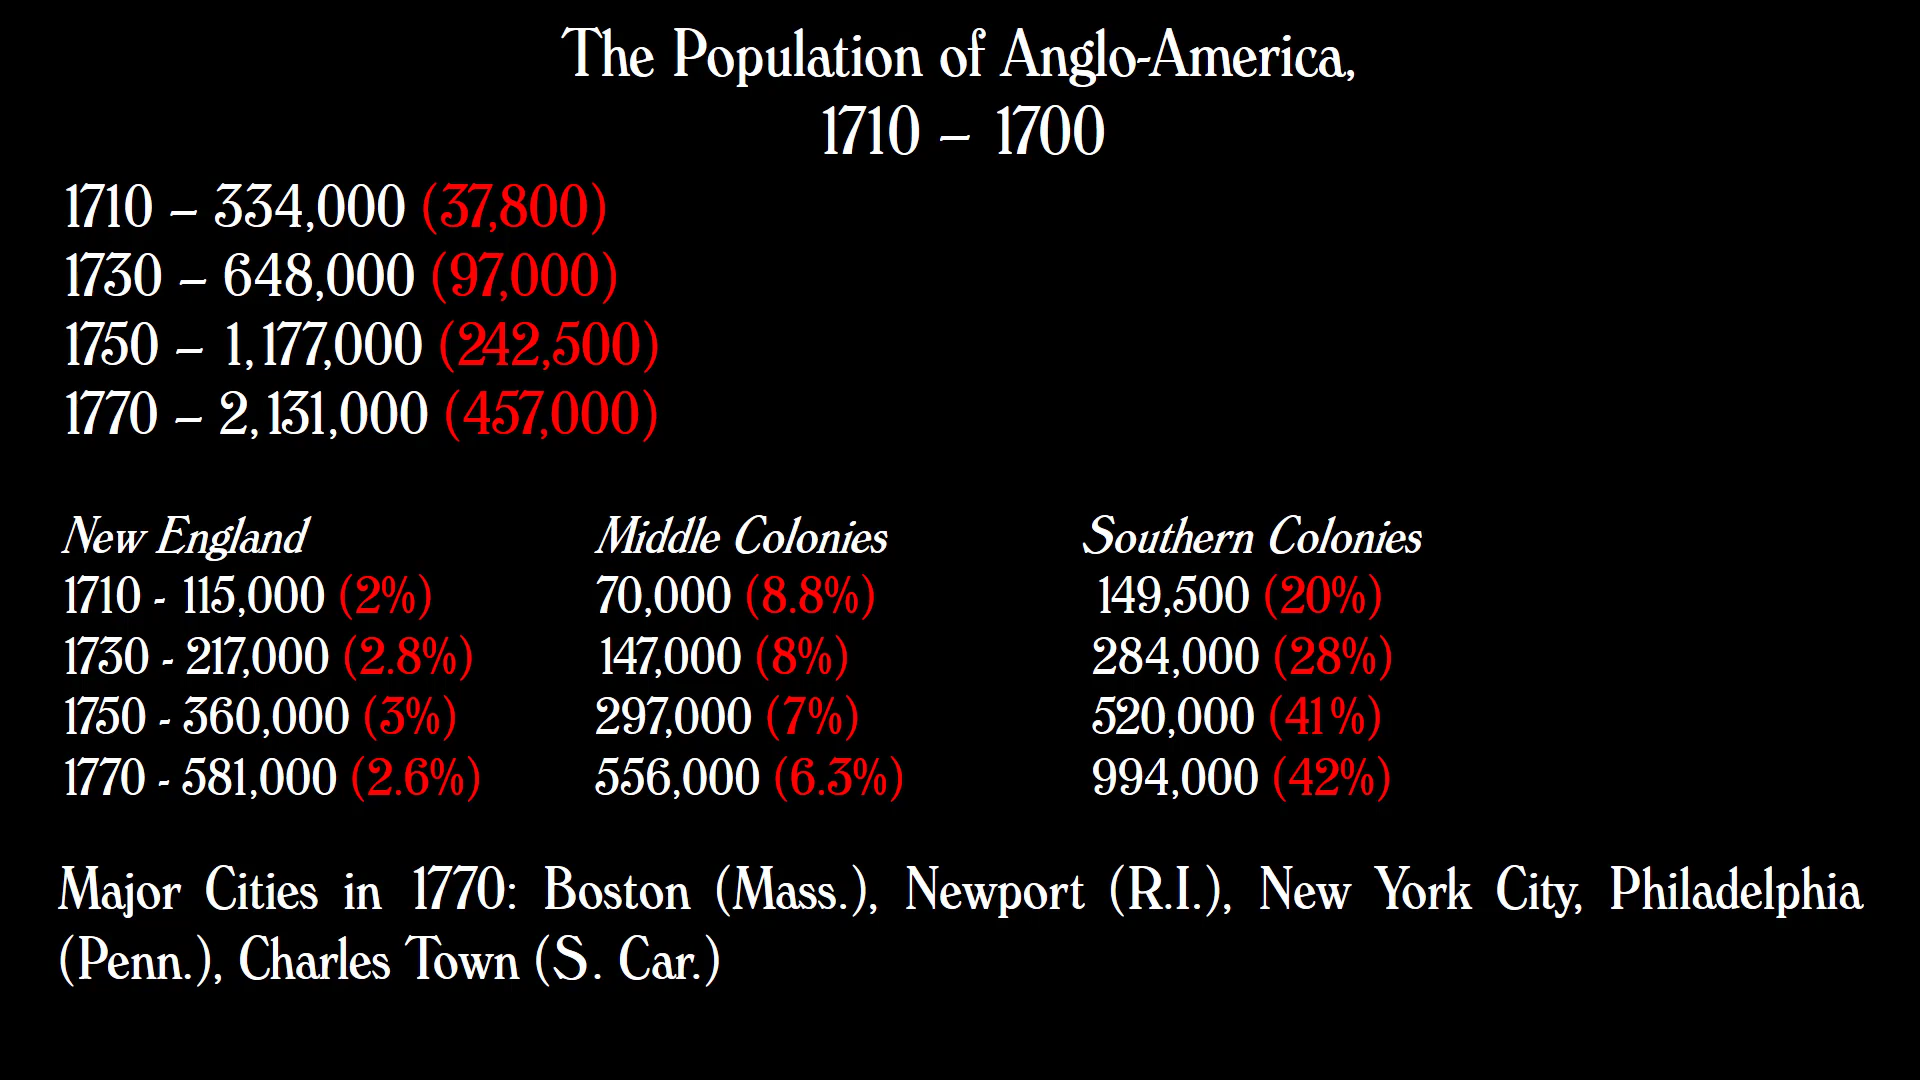 The Population of Anglo-America,
1710 – 1700
1710 – 334,000 (37,800)
1730 – 648,000 (97,000)
1750 – 1,177,000 (242,500)
1770 – 2,131,000 (457,000)
New England Middle Colonies Southern Colonies
1710 - 115,000 (2%) 70,000 (8.8%) 149,500 (20%)
1730 - 217,000 (2.8%) 147,000 (8%) 284,000 (28%)
1750 - 360,000 (3%) 297,000 (7%) 520,000 (41%)
1770 - 581,000 (2.6%) 556,000 (6.3%) 994,000 (42%)
Major Cities in 1770: Boston (Mass.), Newport (R.I.), New York City, Philadelphia
(Penn.), Charles Town (S. Car.)